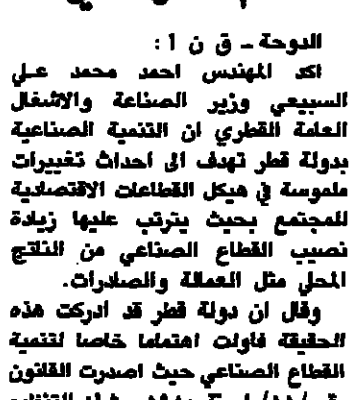 الدوحة ـ ق ن ا :
اكد المهندس احمد محمد علي
السبيعي وزير الصناعة والاشغال
العامة القطري ان التنمية الصناعية
بدولة قطر تهدف الى احداث تغييرات
ملموسة في هيكل القطاعات الاقتصادية
للمجتمع بحيث يترتب عليها زيادة
نصيب القطاع الصناعي من الناتج
المحلي مثل العمالة والصادرات.
وقال ان دولة قطر قد ادركت هذه
الحقيقة فاولت اهتماما خاصا لتنمية
القطاع الصناعي حيث اصدرت القانون